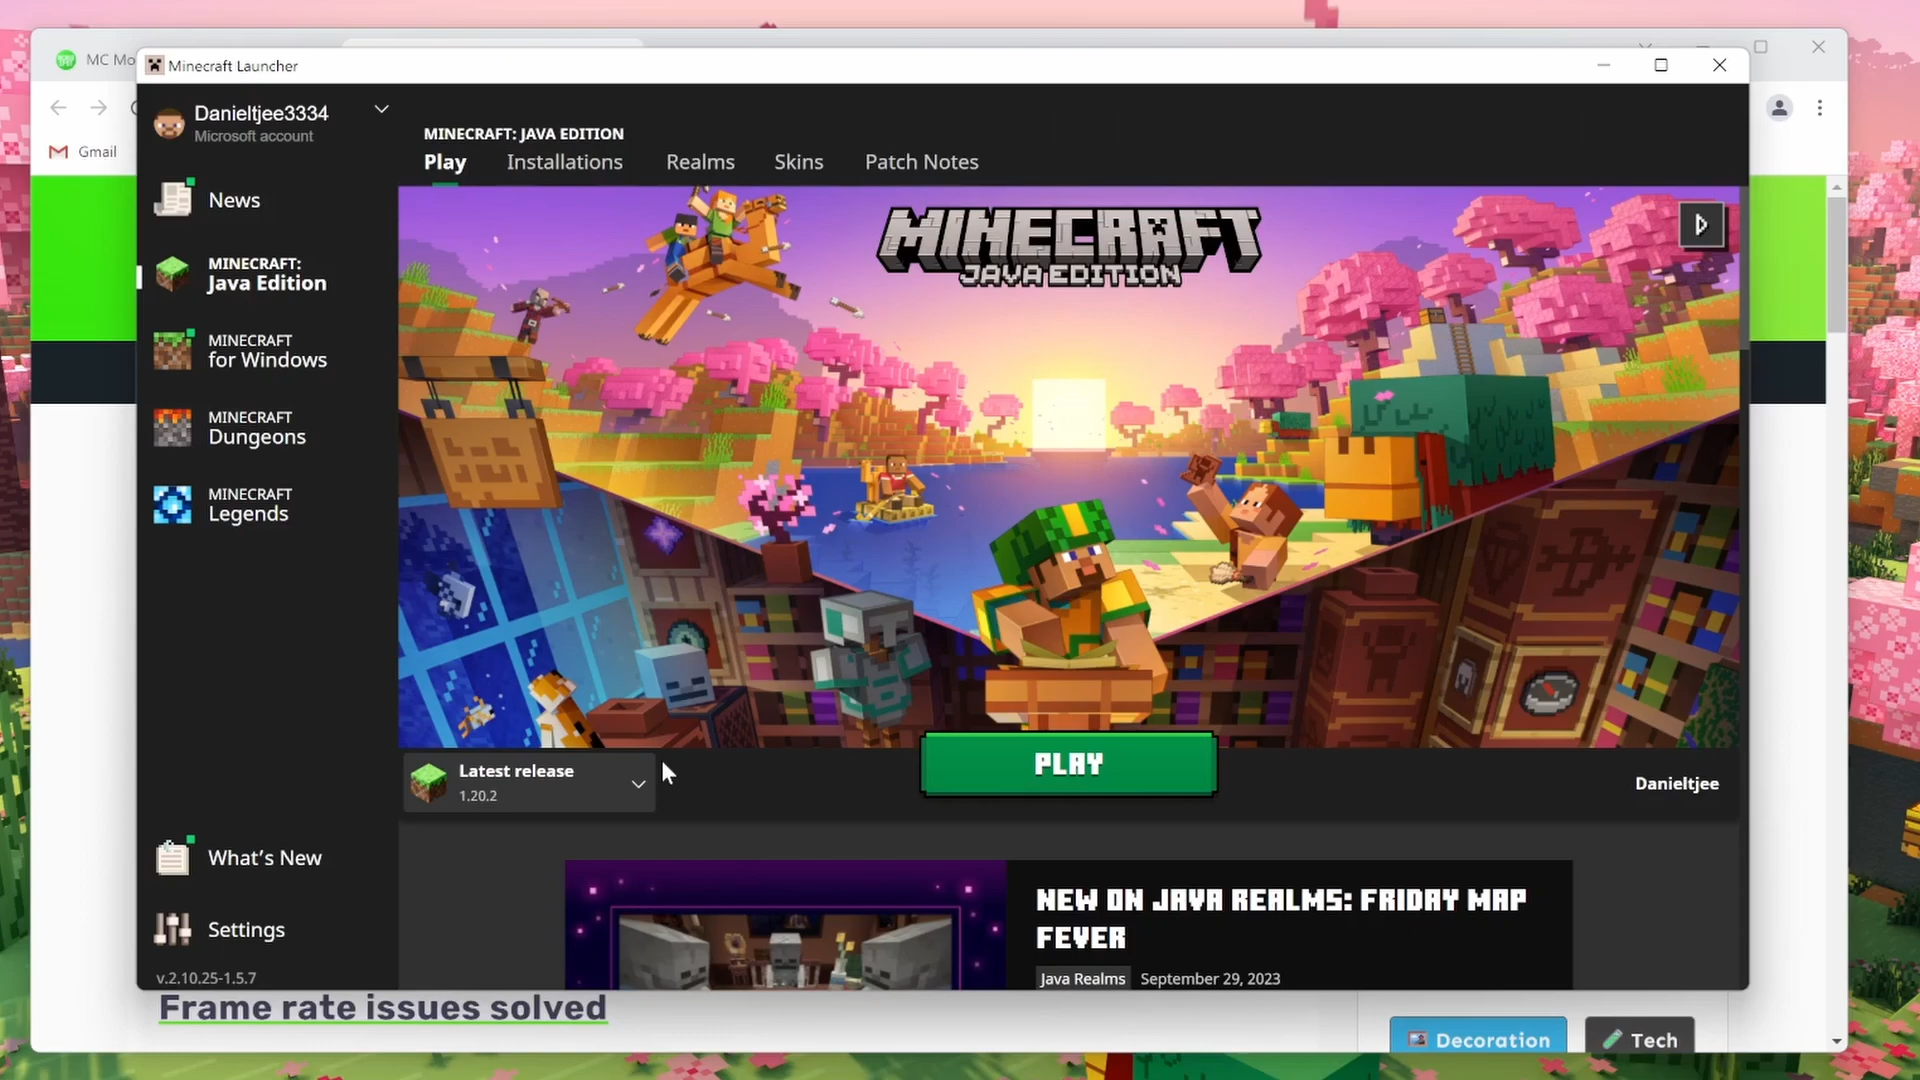 MC Mo
Minecraft Launcher
Gmail
Danieltjee3334
Microsoft account
News
MINECRAFT:
Java Edition
MINECRAFT
for Windows
MINECRAFT
Dungeons
MINECRAFT
Legends
What's New
Settings
v.2.10.25-1.5.7
MINECRAFT: JAVA EDITION
Play Installations Realms Skins Patch Notes
MINECRAFT
JAVA EDITION
Latest release
1.20.2
PLAY
Danieltjee
NEW ON JAVA REALMS: FRIDAY MAP
FEVER
Java Realms September 29, 2023
Frame rate issues solved
Decoration
Tech